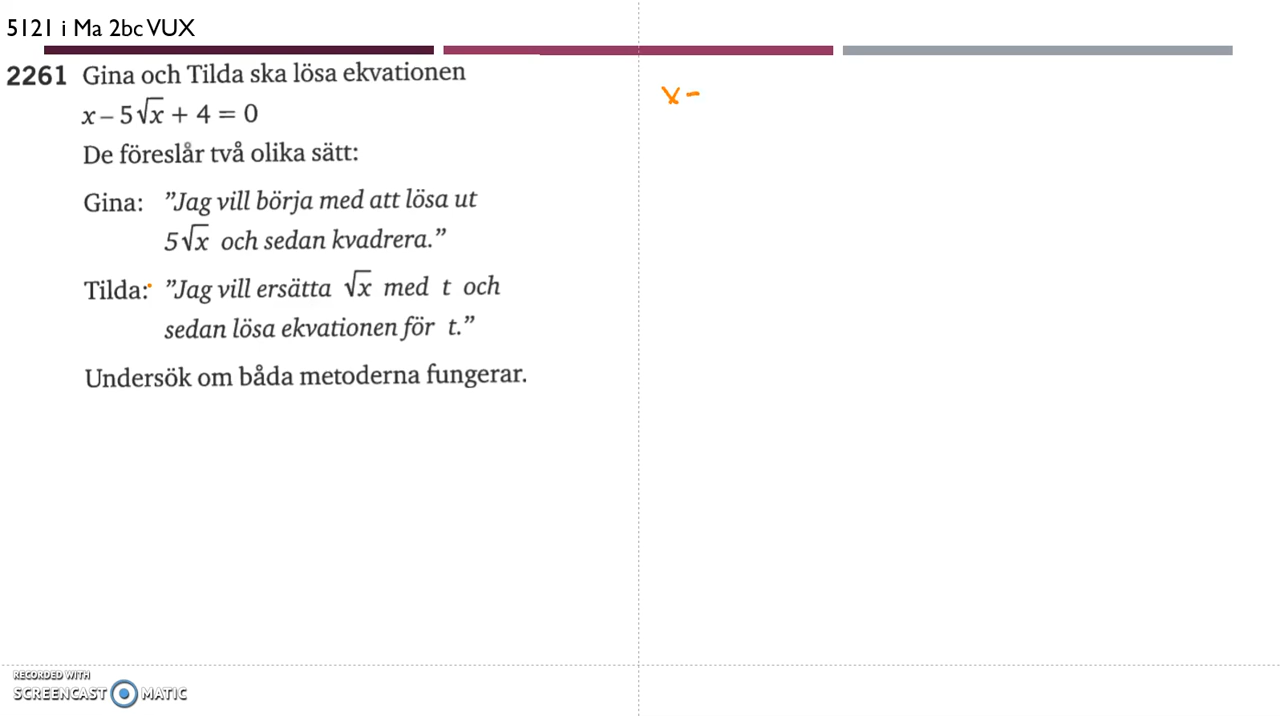 5121 i Ma 2bc VUX
2261 Gina och Tilda ska lösa ekvationen
x – 5√x + 4 = 0
De föreslår två olika sätt:
Gina: ”Jag vill börja med att lösa ut
5√x och sedan kvadrera.”
Tilda: ”Jag vill ersätta √x med t och
sedan lösa ekvationen för t.”
Undersök om båda metoderna fungerar.
x –
RECORDED WITH
SCREENCAST MATIC